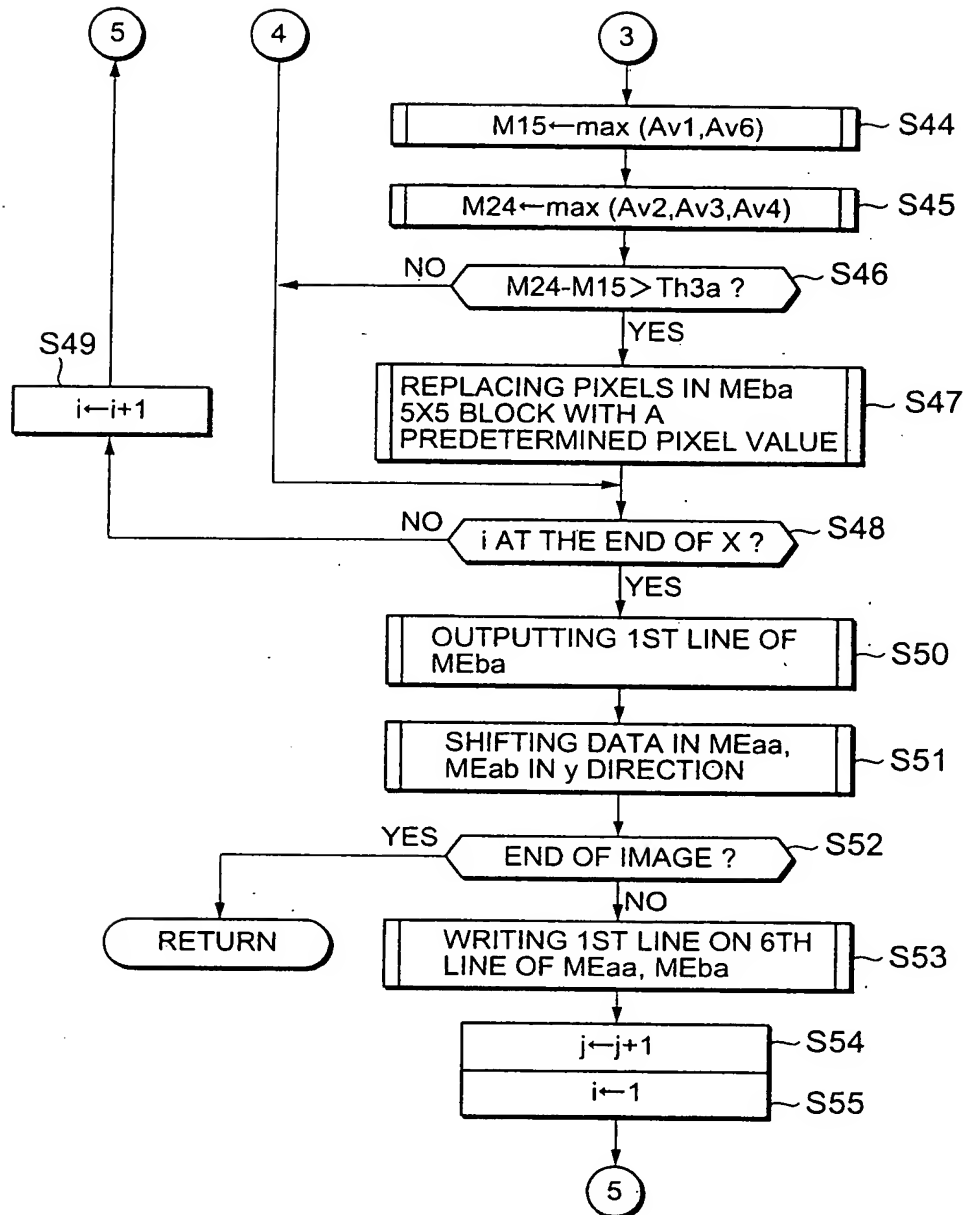 5
4
3
M15←max (Av1,Av6)
S44
M24←max (Av2,Av3,Av4)
S45
NO
M24-M15>Th3a ?
S46
YES
S49
i←i+1
REPLACING PIXELS IN MEba
5X5 BLOCK WITH A
PREDETERMINED PIXEL VALUE
S47
NO
i AT THE END OF X ?
S48
YES
OUTPUTTING 1ST LINE OF
MEba
S50
SHIFTING DATA IN MEaa,
MEab IN y DIRECTION
S51
YES
END OF IMAGE ?
S52
NO
RETURN
WRITING 1ST LINE ON 6TH
LINE OF MEaa, MEba
S53
j←j+1
S54
i←1
S55
5